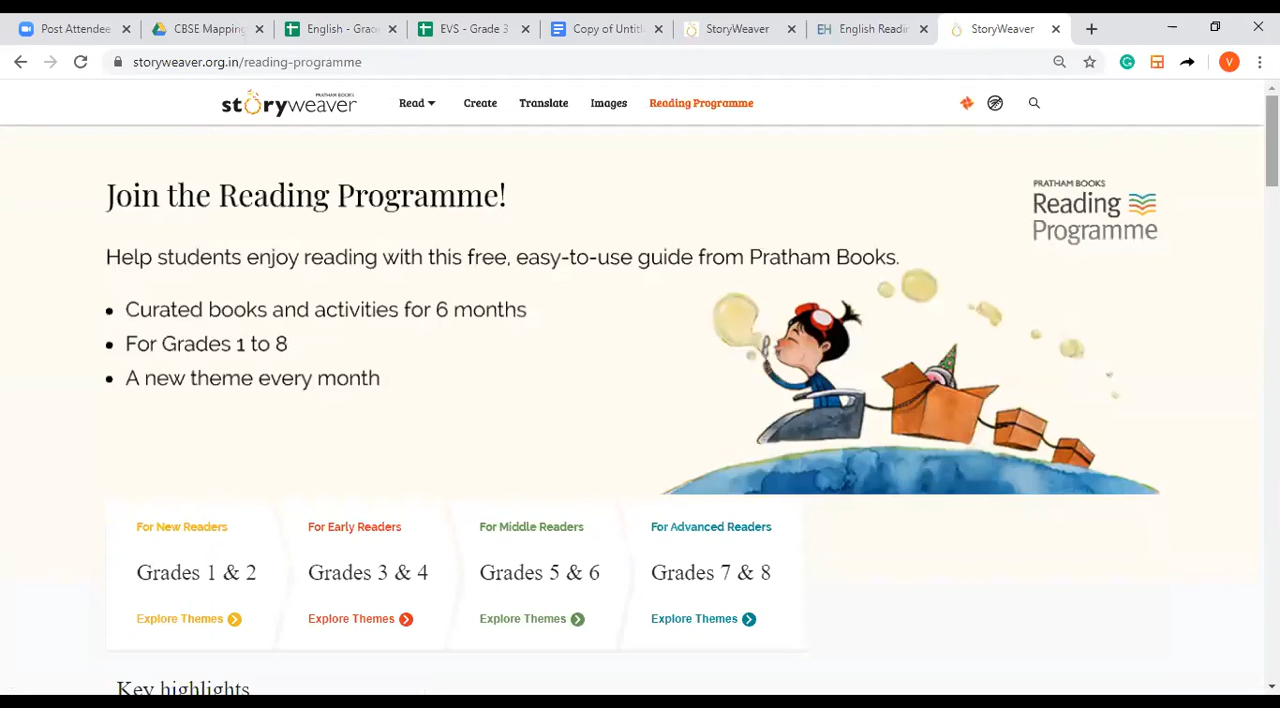 Post Attendee
CBSE Mapping
English - Grade
EVS - Grade 3
Copy of Untitl
StoryWeaver
English Readin
StoryWeaver
storyweaver.org.in/reading-programme
V
PRATHAM BOOKS
storyweaver
Read
Create
Translate
Images
Reading Programme
Join the Reading Programme!
PRATHAM BOOKS
Reading
Programme
Help students enjoy reading with this free, easy-to-use guide from Pratham Books.
• Curated books and activities for 6 months
• For Grades 1 to 8
• A new theme every month
For New Readers
Grades 1 & 2
Explore Themes
For Early Readers
Grades 3 & 4
Explore Themes
For Middle Readers
Grades 5 & 6
Explore Themes
For Advanced Readers
Grades 7 & 8
Explore Themes
Key highlights